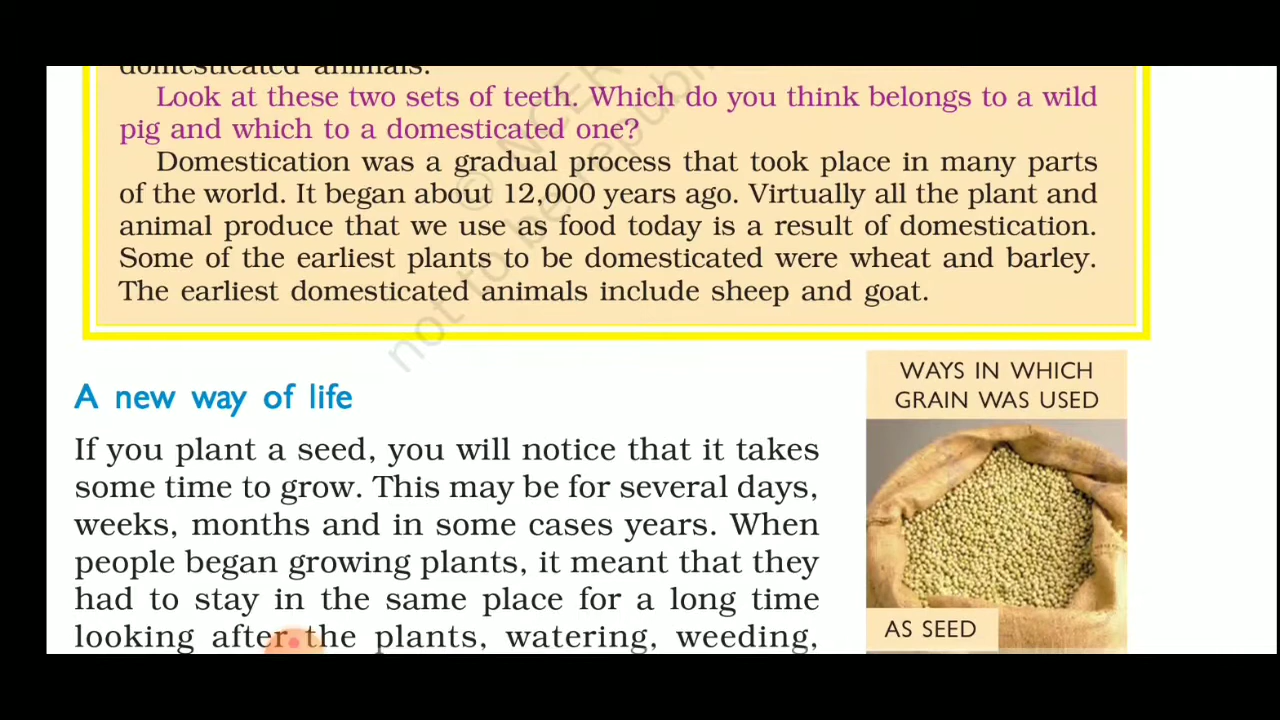 domesticated animals.
Look at these two sets of teeth. Which do you think belongs to a wild
pig and which to a domesticated one?
Domestication was a gradual process that took place in many parts
of the world. It began about 12,000 years ago. Virtually all the plant and
animal produce that we use as food today is a result of domestication.
Some of the earliest plants to be domesticated were wheat and barley.
The earliest domesticated animals include sheep and goat.
A new way of life
If you plant a seed, you will notice that it takes
some time to grow. This may be for several days,
weeks, months and in some cases years. When
people began growing plants, it meant that they
had to stay in the same place for a long time
looking after the plants, watering, weeding,
WAYS IN WHICH
GRAIN WAS USED
AS SEED
© NCER
not to be republi